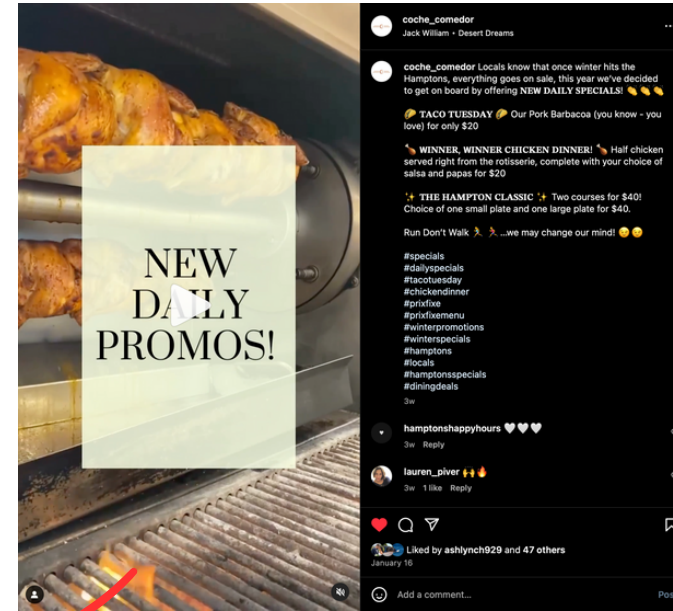 NEW
DAILY
PROMOS!
coche_comedor
Jack William • Desert Dreams
coche_comedor Locals know that once winter hits the
Hamptons, everything goes on sale, this year we've decided
to get on board by offering 𝐍𝐄𝐖 𝐃𝐀𝐈𝐋𝐘 𝐒𝐏𝐄𝐂𝐈𝐀𝐋𝐒! 👏 👏 👏
🌮 𝐓𝐀𝐂𝐎 𝐓𝐔𝐄𝐒𝐃𝐀𝐘 🌮 Our Pork Barbacoa (you know - you
love) for only $20
🍗 𝐖𝐈𝐍𝐍𝐄𝐑, 𝐖𝐈𝐍𝐍𝐄𝐑 𝐂𝐇𝐈𝐂𝐊𝐄𝐍 𝐃𝐈𝐍𝐍𝐄𝐑! 🍗 Half chicken
served right from the rotisserie, complete with your choice of
salsa and papas for $20
✨ 𝐓𝐇𝐄 𝐇𝐀𝐌𝐏𝐓𝐎𝐍 𝐂𝐋𝐀𝐒𝐒𝐈𝐂 ✨ Two courses for $40!
Choice of one small plate and one large plate for $40.
Run Don't Walk 🏃 🏃 ...we may change our mind! 😉 😉
#specials
#dailyspecials
#tacotuesday
#chickendinner
#prixfixe
#prixfixemenu
#winterpromotions
#winterspecials
#hamptons
#locals
#hamptonsspecials
#diningdeals
3w
hamptonshappyhours 🤍🤍🤍
3w Reply
lauren_piver 🙌🔥
3w 1 like Reply
Liked by ashlynch929 and 47 others
January 16
Add a comment...
Pos